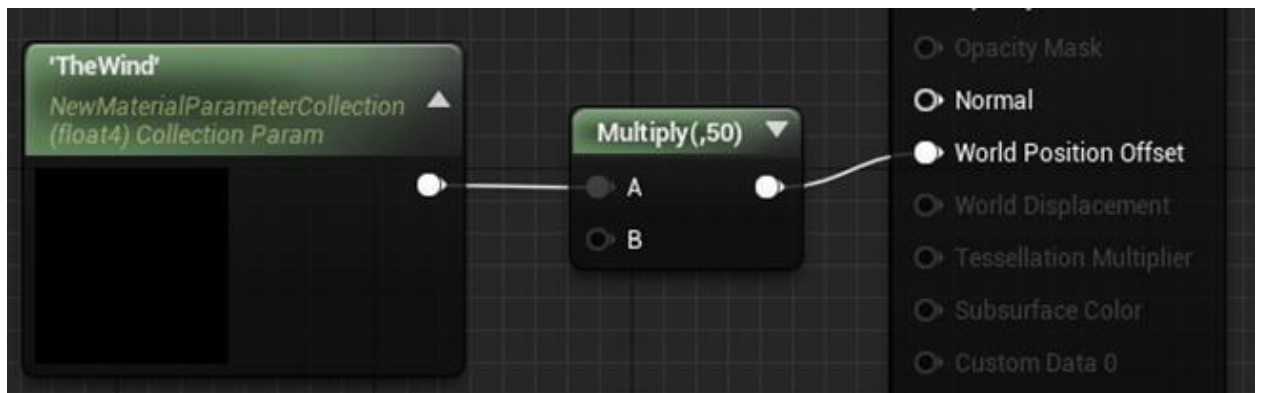 'TheWind'
NewMaterialParameterCollection
(float4) Collection Param
Multiply(,50)
A
B
Opacity Mask
Normal
World Position Offset
World Displacement
Tessellation Multiplier
Subsurface Color
Custom Data 0